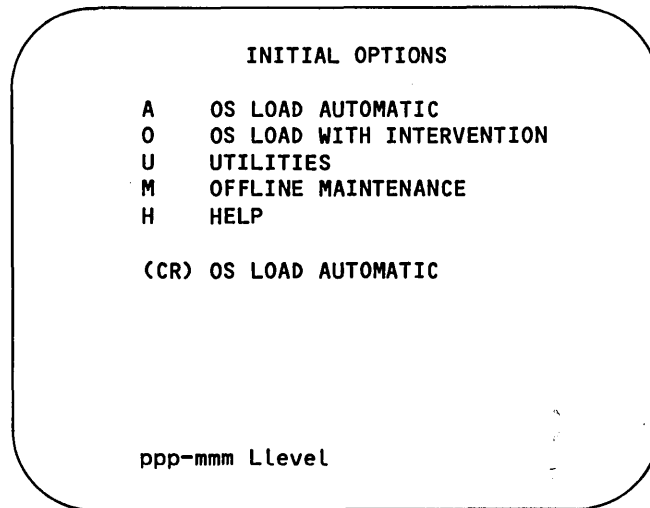 INITIAL OPTIONS
A OS LOAD AUTOMATIC
O OS LOAD WITH INTERVENTION
U UTILITIES
M OFFLINE MAINTENANCE
H HELP
(CR) OS LOAD AUTOMATIC
ppp-mmm Llevel